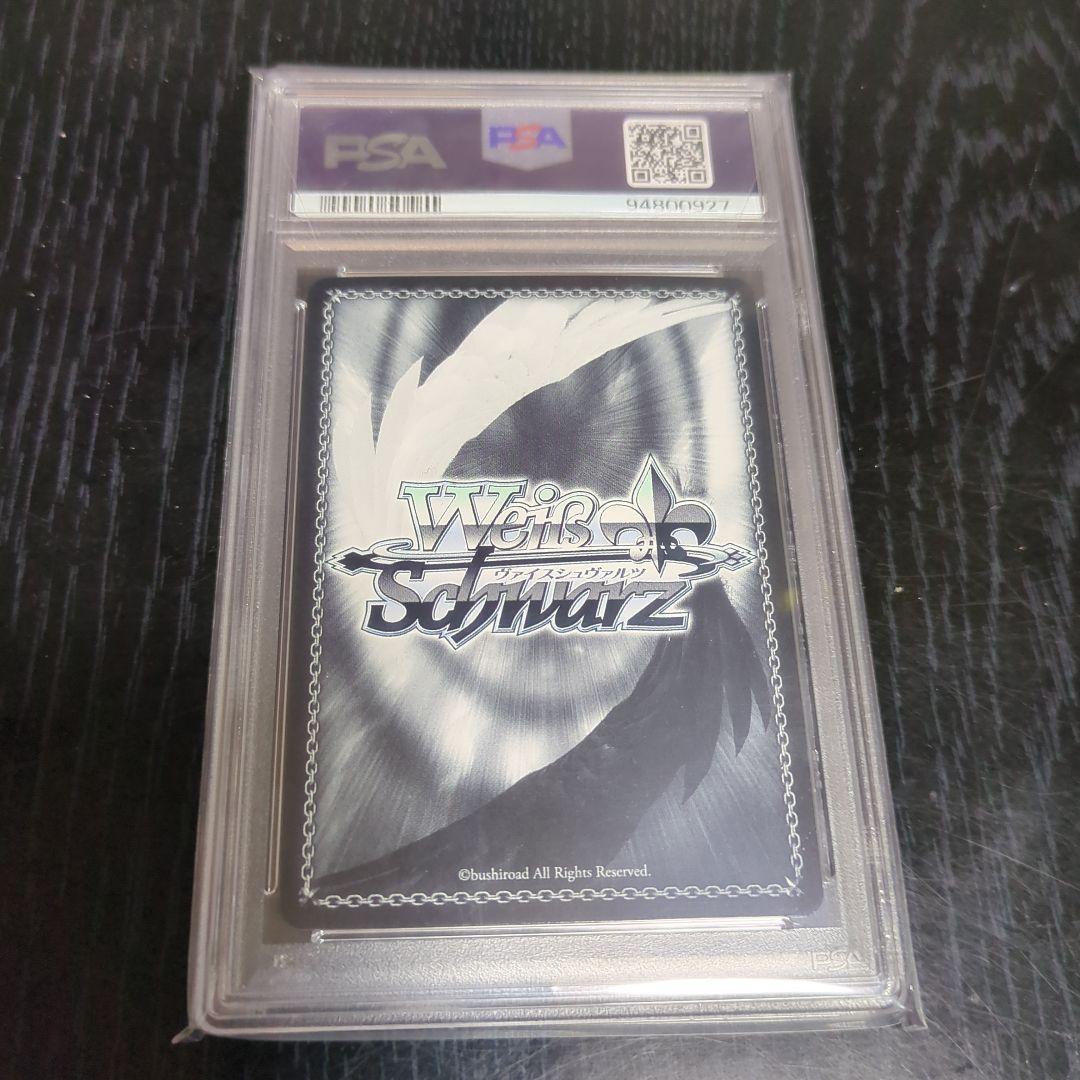 PSA PSA
94800927
Weiß
ヴァイスシュヴァルツ
Schwarz
©bushiroad All Rights Reserved.
PSA